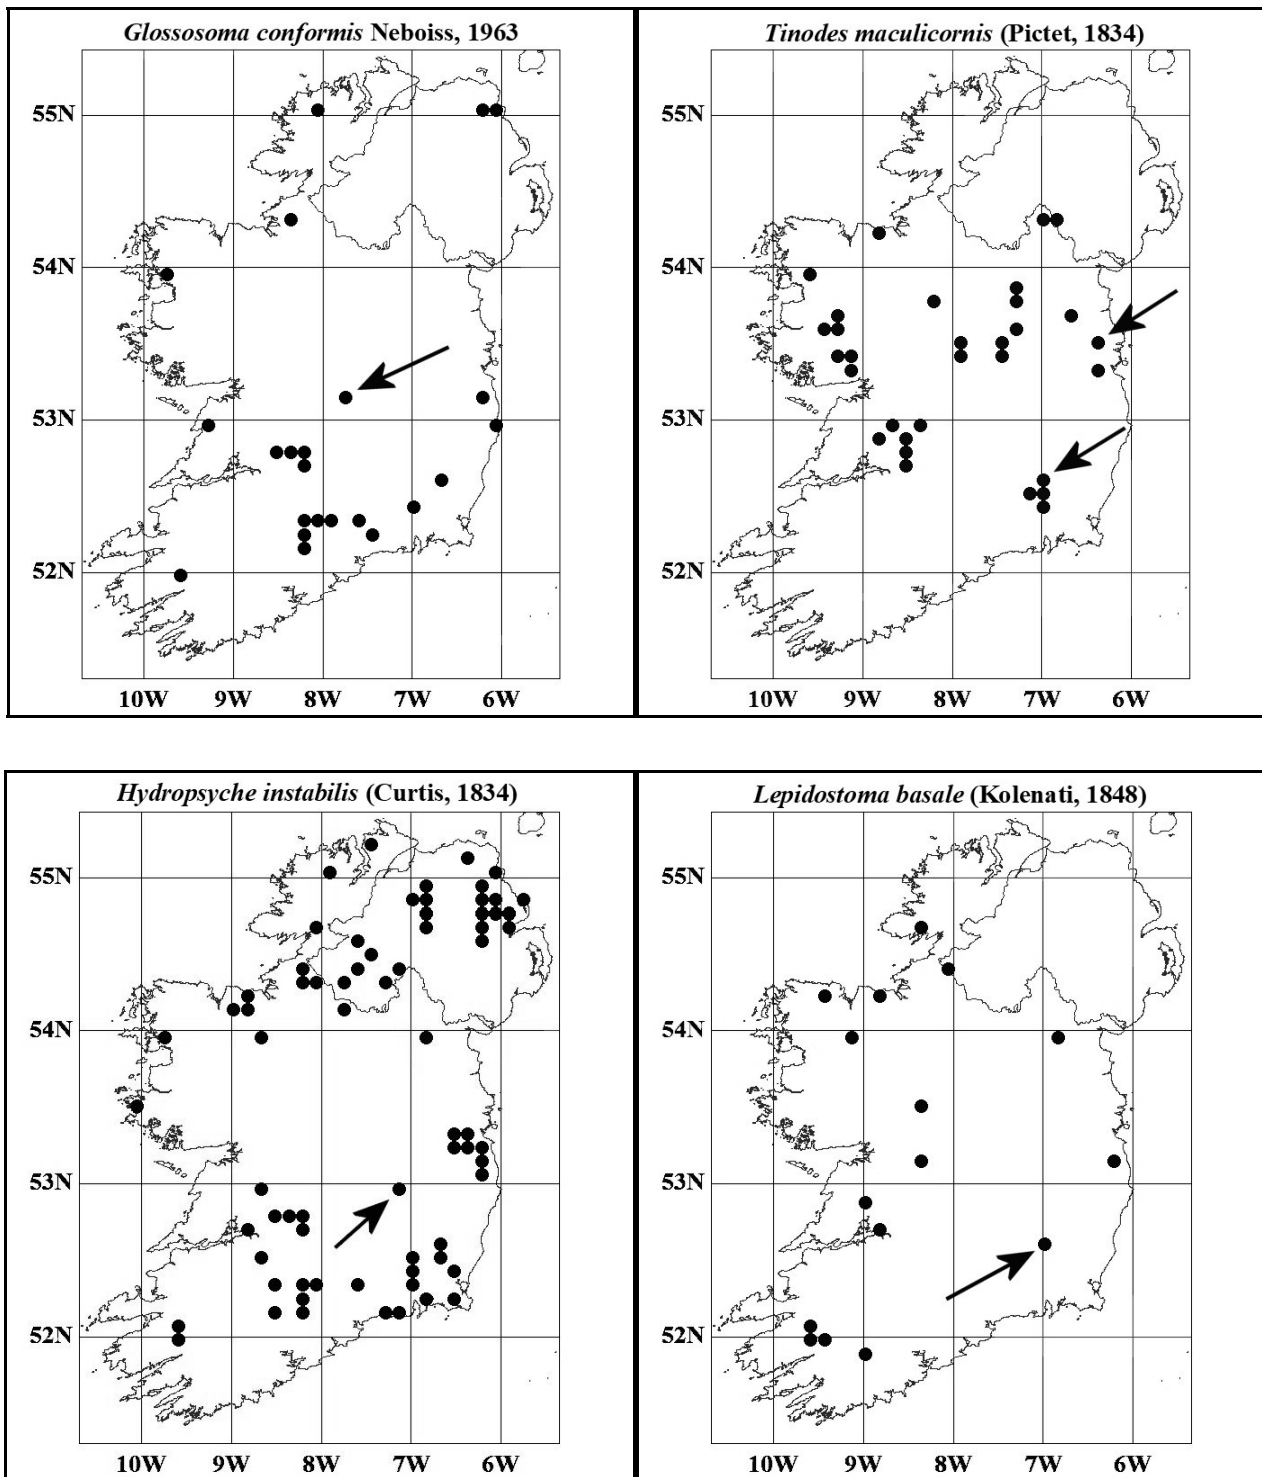 Glossosoma conformis Neboiss, 1963
55N
54N
53N
52N
10W 9W 8W 7W 6W
Tinodes maculicornis (Pictet, 1834)
55N
54N
53N
52N
10W 9W 8W 7W 6W
Hydropsyche instabilis (Curtis, 1834)
55N
54N
53N
52N
10W 9W 8W 7W 6W
Lepidostoma basale (Kolenati, 1848)
55N
54N
53N
52N
10W 9W 8W 7W 6W